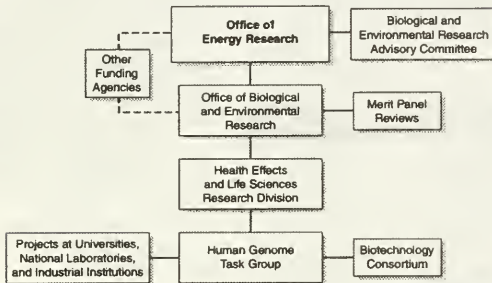 Office of
Energy Research
Biological and
Environmental Research
Advisory Committee
Other
Funding
Agencies
Office of Biological
and Environmental
Research
Merit Panel
Reviews
Health Effects
and Life Sciences
Research Division
Projects at Universities,
National Laboratories,
and Industrial Institutions
Human Genome
Task Group
Biotechnology
Consortium